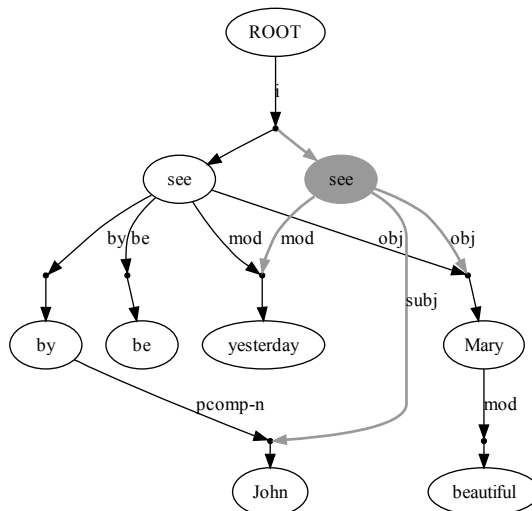 ROOT
i
see see
by be mod mod obj obj
subj
by be yesterday Mary
pcomp-n mod
John beautiful